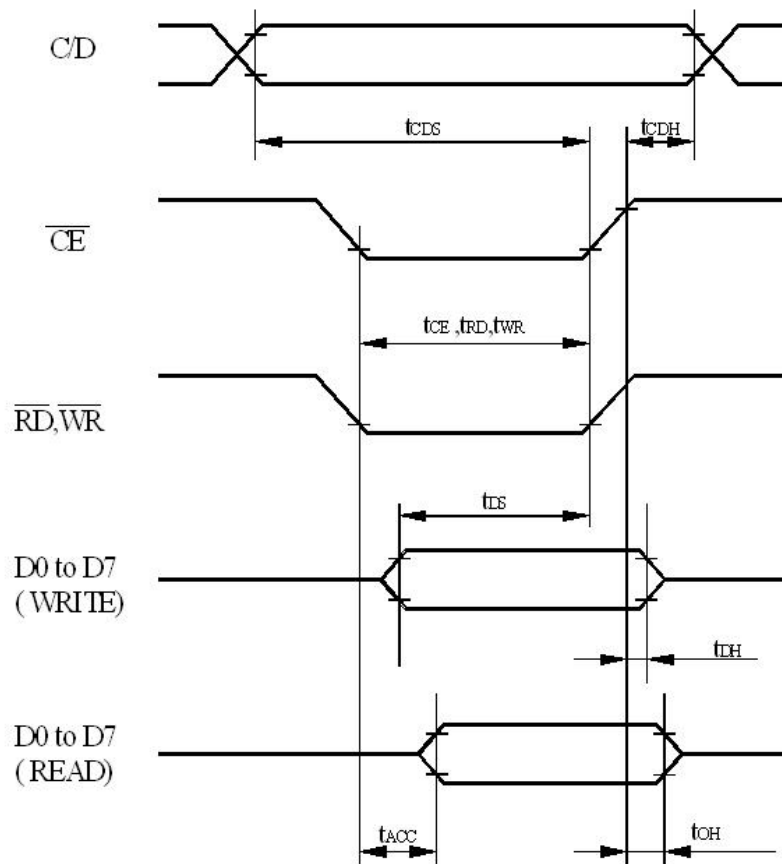 C/D
tCDS
tCDH
CE
tCE ,tRD,tWR
RD,WR
tDS
D0 to D7
( WRITE)
tDH
D0 to D7
( READ)
tACC
tOH